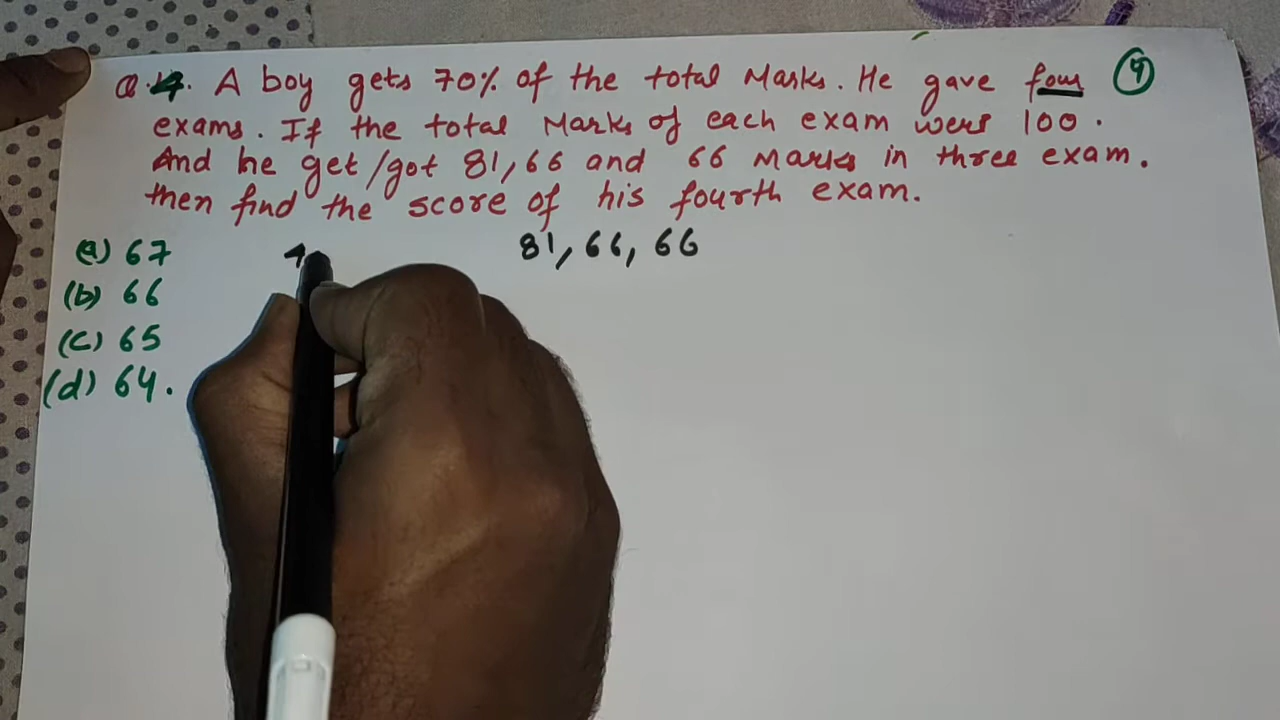 Q.4. A boy gets 70% of the total Marks. He gave four (4)
exams. If the total Marks of each exam were 100.
And he get/got 81,66 and 66 Marks in three exam.
then find the score of his fourth exam.
81, 66, 66
(a) 67
(b) 66
(c) 65
(d) 64.